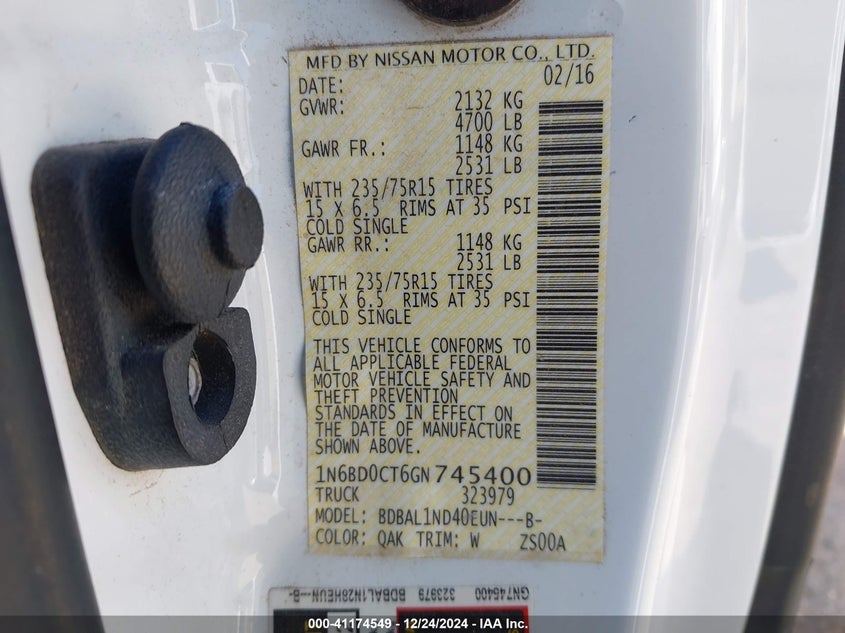 MFD BY NISSAN MOTOR CO., LTD.
DATE: 02/16
GVWR: 2132 KG
4700 LB
GAWR FR.: 1148 KG
2531 LB
WITH 235/75R15 TIRES
15 X 6.5 RIMS AT 35 PSI
COLD SINGLE
GAWR RR.: 1148 KG
2531 LB
WITH 235/75R15 TIRES
15 X 6.5 RIMS AT 35 PSI
COLD SINGLE
THIS VEHICLE CONFORMS TO
ALL APPLICABLE FEDERAL
MOTOR VEHICLE SAFETY AND
THEFT PREVENTION
STANDARDS IN EFFECT ON
THE DATE OF MANUFACTURE
SHOWN ABOVE.
1N6BD0CT6GN745400
TRUCK 323979
MODEL: BDBAL1ND40EUN---B-
COLOR: QAK TRIM: W ZS00A
GN745400 323979 BDBAL1N28HEUN--B-
000-41174549 - 12/24/2024 - IAA Inc.